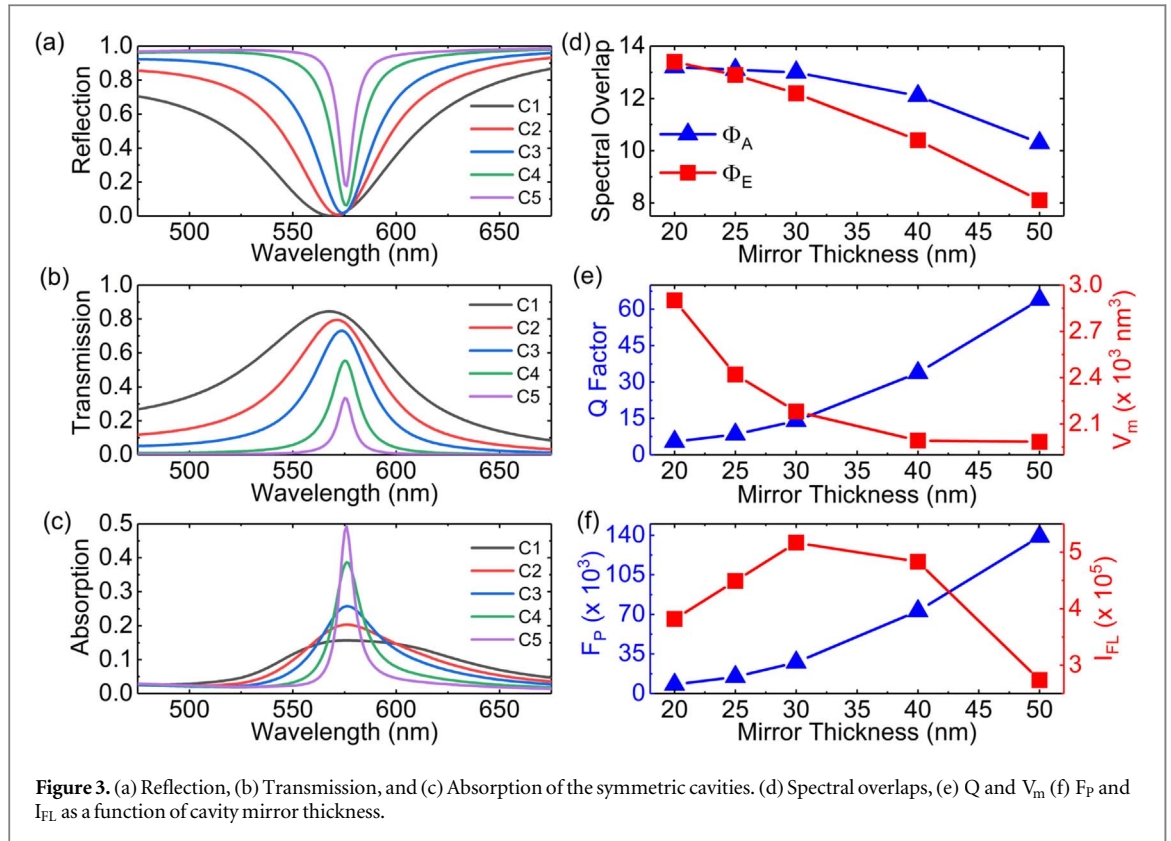 (a)
1.0
0.8
0.6
0.4
0.2
0.0
Reflection
C1
C2
C3
C4
C5
500 550 600 650
Wavelength (nm)
(b)
1.0
0.8
0.6
0.4
0.2
0.0
Transmission
C1
C2
C3
C4
C5
500 550 600 650
Wavelength (nm)
(c)
0.5
0.4
0.3
0.2
0.1
0.0
Absorption
C1
C2
C3
C4
C5
500 550 600 650
Wavelength (nm)
(d)
14
12
10
8
Spectral Overlap
Φ_A
Φ_E
20 25 30 35 40 45 50
Mirror Thickness (nm)
(e)
60
45
30
15
0
Q Factor
3.0
2.7
2.4
2.1
V_m (x 10³ nm³)
20 25 30 35 40 45 50
Mirror Thickness (nm)
(f)
140
105
70
35
0
F_P (x 10³)
5
4
3
I_FL (x 10⁵)
20 25 30 35 40 45 50
Mirror Thickness (nm)
Figure 3. (a) Reflection, (b) Transmission, and (c) Absorption of the symmetric cavities. (d) Spectral overlaps, (e) Q and V_m (f) F_P and
I_FL as a function of cavity mirror thickness.